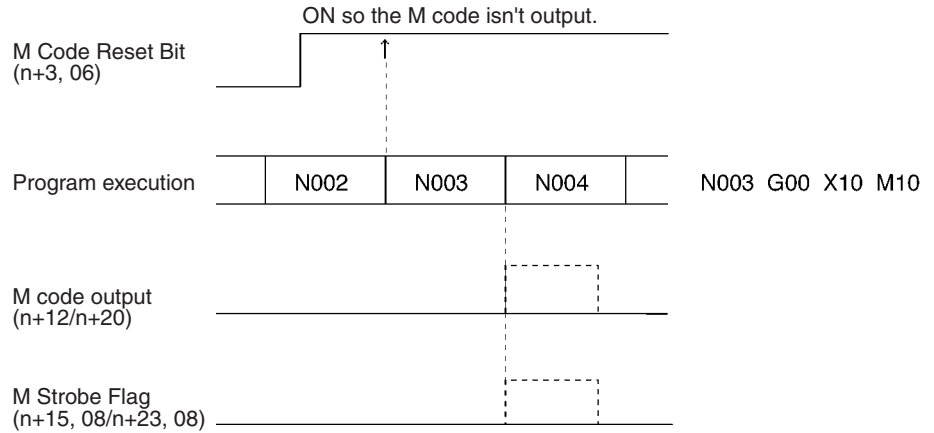 ON so the M code isn't output.
M Code Reset Bit
(n+3, 06)
Program execution
N002
N003
N004
N003 G00 X10 M10
M code output
(n+12/n+20)
M Strobe Flag
(n+15, 08/n+23, 08)